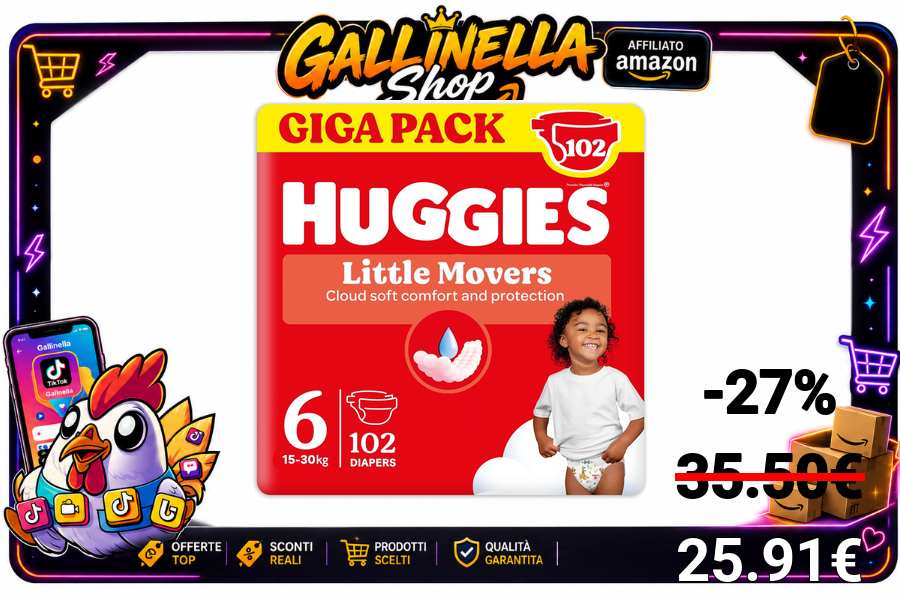 GALLINELLA
Shop
AFFILIATO
amazon
GIGA PACK
102
HUGGIES
Little Movers
Cloud soft comfort and protection
6
15-30kg
102
DIAPERS
Gallinella
TikTok
Gallinella
-27%
35.50€
25.91€
OFFERTE
TOP
SCONTI
REALI
PRODOTTI
SCELTI
QUALITÀ
GARANTITA